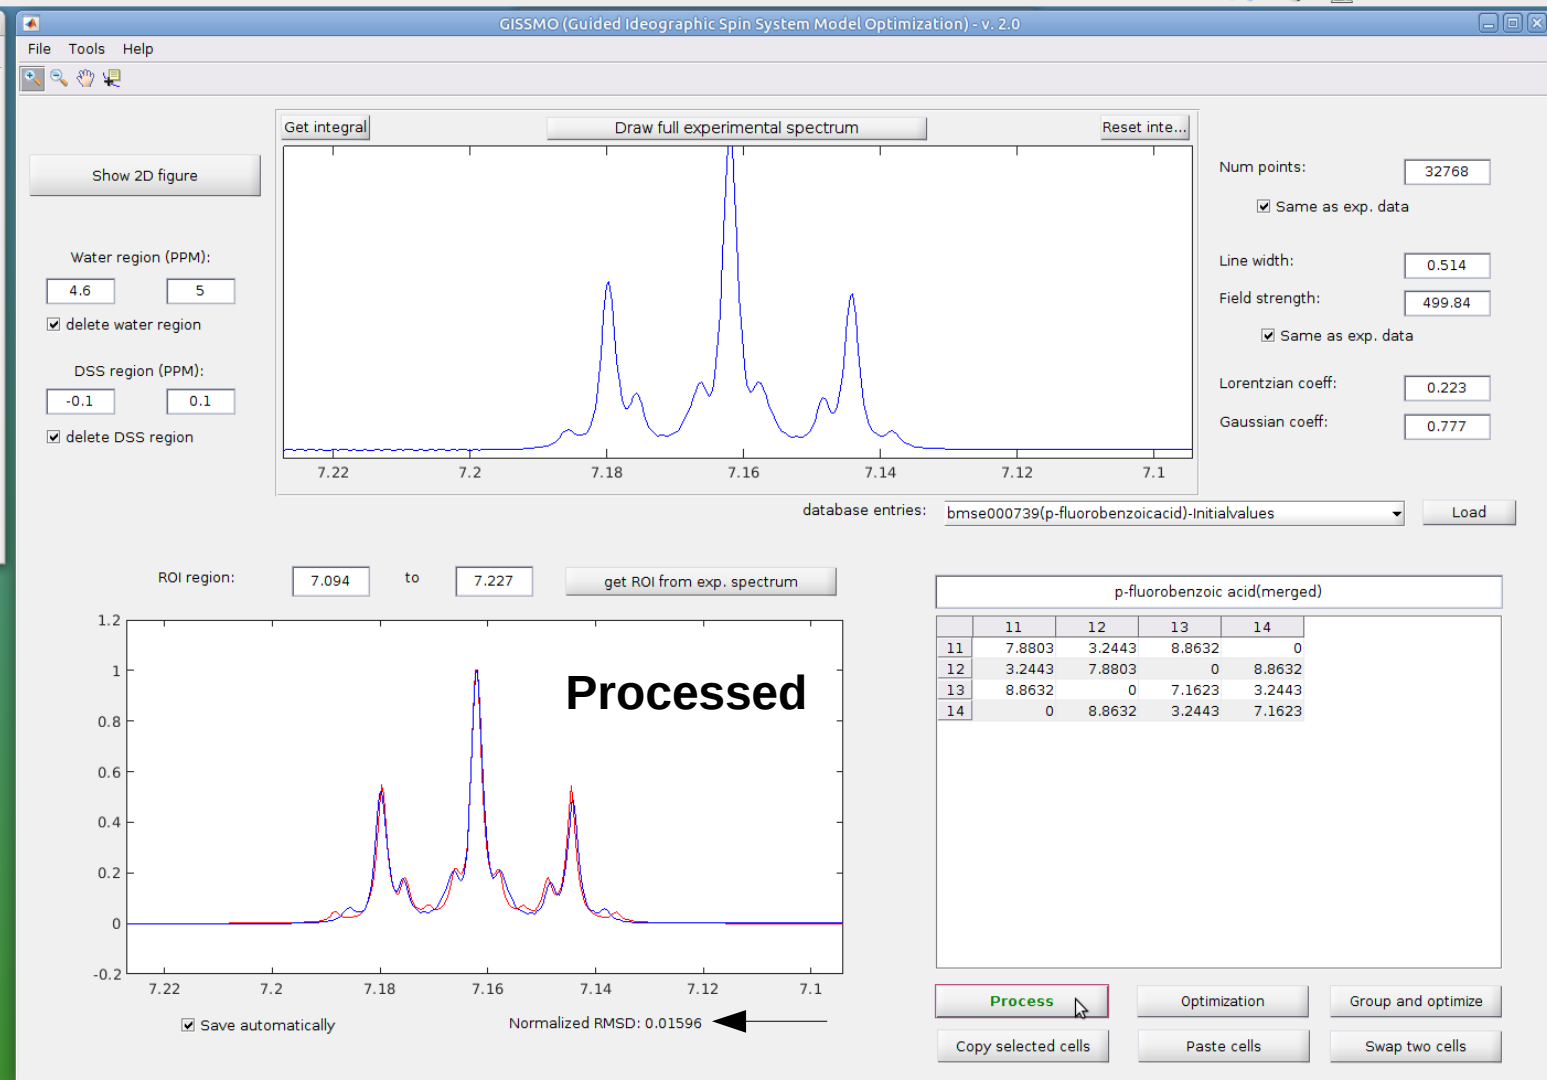 GISSMO (Guided Ideographic Spin System Model Optimization) - v. 2.0
File Tools Help
Get integral Draw full experimental spectrum Reset inte...
Show 2D figure
Water region (PPM):
4.6 5
delete water region
DSS region (PPM):
-0.1 0.1
delete DSS region
7.22 7.2 7.18 7.16 7.14 7.12 7.1
Num points: 32768
Same as exp. data
Line width: 0.514
Field strength: 499.84
Same as exp. data
Lorentzian coeff: 0.223
Gaussian coeff: 0.777
database entries: bmse000739(p-fluorobenzoicacid)-Initialvalues Load
ROI region: 7.094 to 7.227 get ROI from exp. spectrum
1.2
1
0.8
0.6
0.4
0.2
0
-0.2
Processed
7.22 7.2 7.18 7.16 7.14 7.12 7.1
Save automatically Normalized RMSD: 0.01596
p-fluorobenzoic acid(merged)
11 12 13 14
11 7.8803 3.2443 8.8632 0
12 3.2443 7.8803 0 8.8632
13 8.8632 0 7.1623 3.2443
14 0 8.8632 3.2443 7.1623
Process Optimization Group and optimize
Copy selected cells Paste cells Swap two cells